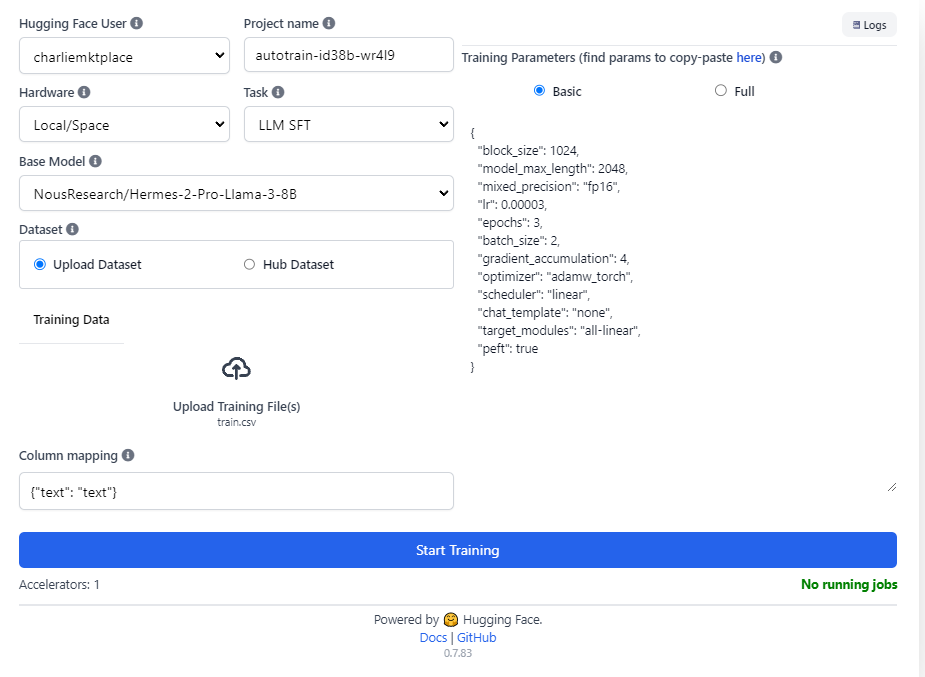 Hugging Face User
Project name
Logs
charliemktplace
autotrain-id38b-wr4l9
Training Parameters (find params to copy-paste here)
Hardware
Task
Basic
Full
Local/Space
LLM SFT
Base Model
NousResearch/Hermes-2-Pro-Llama-3-8B
Dataset
Upload Dataset
Hub Dataset
Training Data
Upload Training File(s)
train.csv
Column mapping
{"text": "text"}
{
"block_size": 1024,
"model_max_length": 2048,
"mixed_precision": "fp16",
"lr": 0.00003,
"epochs": 3,
"batch_size": 2,
"gradient_accumulation": 4,
"optimizer": "adamw_torch",
"scheduler": "linear",
"chat_template": "none",
"target_modules": "all-linear",
"peft": true
}
Start Training
Accelerators: 1
No running jobs
Powered by 🤗 Hugging Face.
Docs | GitHub
0.7.83